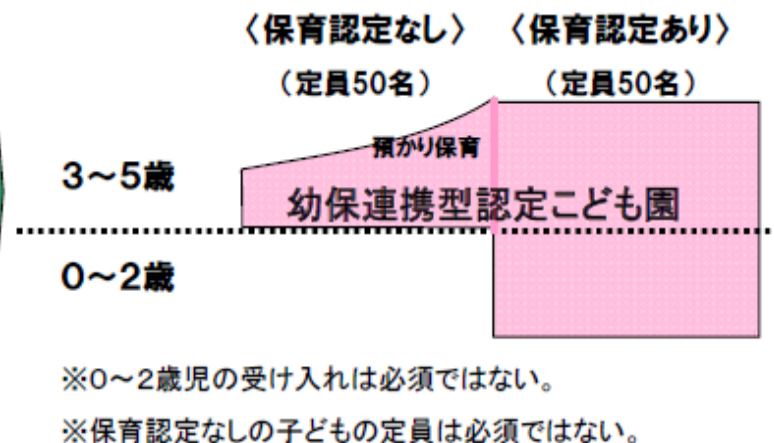 〈保育認定なし〉 〈保育認定あり〉
(定員50名) (定員50名)
預かり保育
3~5歳
幼保連携型認定こども園
0~2歳
※0~2歳児の受け入れは必須ではない。
※保育認定なしの子どもの定員は必須ではない。